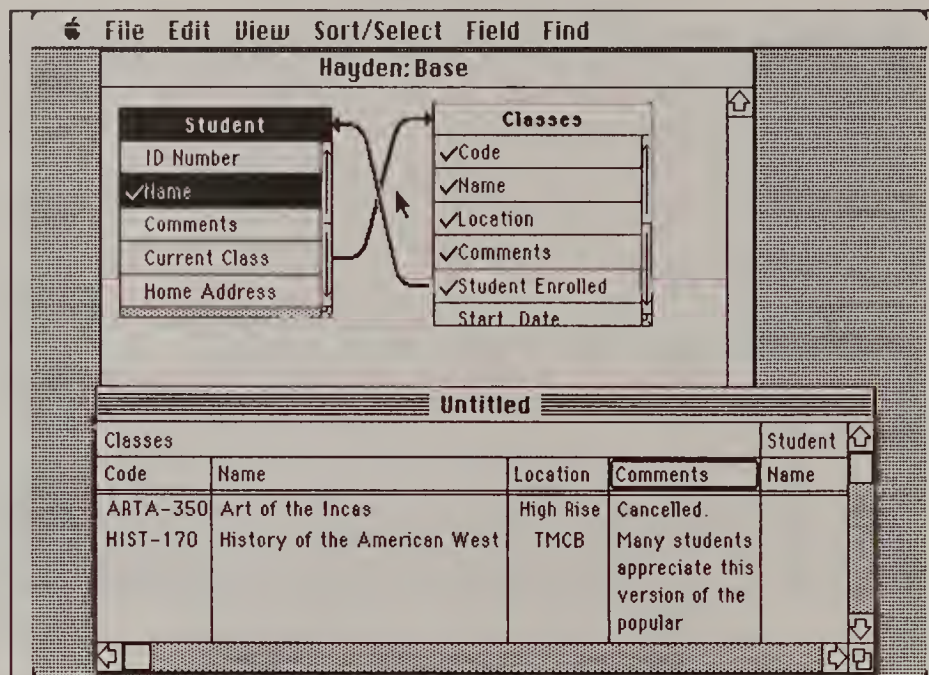 File Edit View Sort/Select Field Find
Hayden:Base
Student
ID Number
✓Name
Comments
Current Class
Home Address
Classes
✓Code
✓Name
✓Location
✓Comments
✓Student Enrolled
Start Date
Untitled
Classes Student
Code Name Location Comments Name
ARTA-350 Art of the Incas High Rise Cancelled.
HIST-170 History of the American West TMCB Many students
appreciate this
version of the
popular